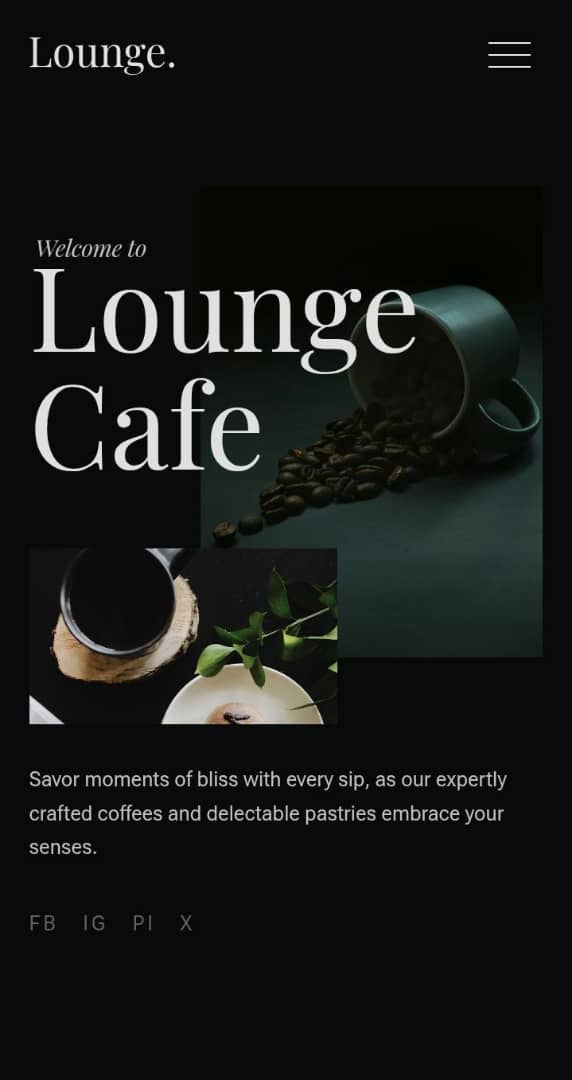 Lounge.
Welcome to
Lounge
Cafe
Savor moments of bliss with every sip, as our expertly
crafted coffees and delectable pastries embrace your
senses.
FB IG PI X